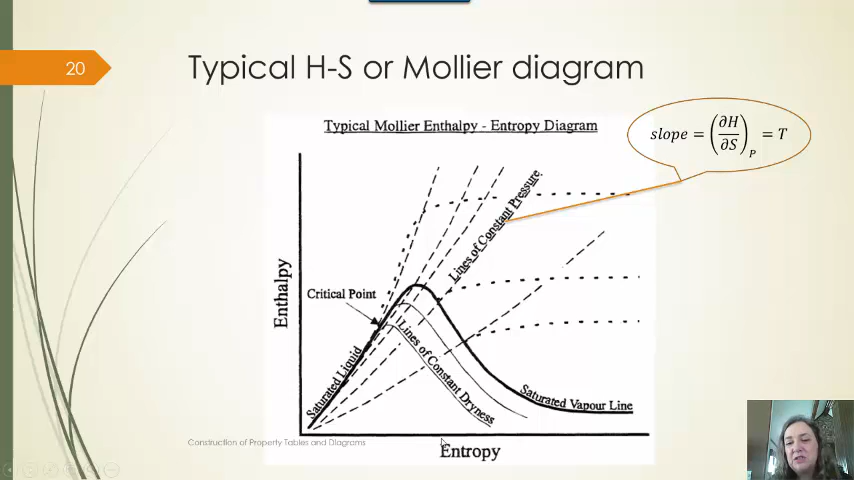 20
Typical H-S or Mollier diagram
Typical Mollier Enthalpy - Entropy Diagram
slope = (∂H/∂S)_P = T
Lines of Constant Pressure
Enthalpy
Critical Point
Saturated Liquid
Lines of Constant Dryness
Saturated Vapour Line
Construction of Property Tables and Diagrams
Entropy